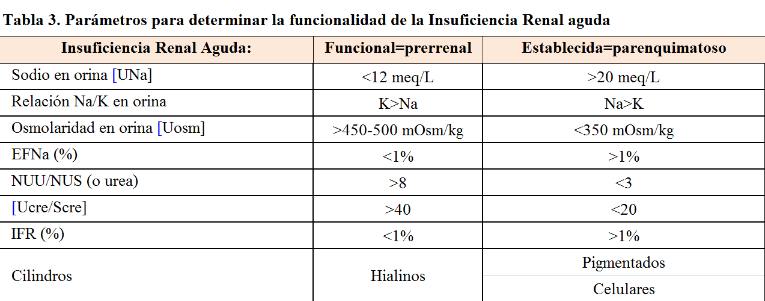 Tabla 3. Parámetros para determinar la funcionalidad de la Insuficiencia Renal aguda
Insuficiencia Renal Aguda: Funcional=prerrenal Establecida=parenquimatoso
Sodio en orina [UNa] <12 meq/L >20 meq/L
Relación Na/K en orina K>Na Na>K
Osmolaridad en orina [Uosm] >450-500 mOsm/kg <350 mOsm/kg
EFNa (%) <1% >1%
NUU/NUS (o urea) >8 <3
[Ucre/Scre] >40 <20
IFR (%) <1% >1%
Cilindros Hialinos Pigmentados
Celulares